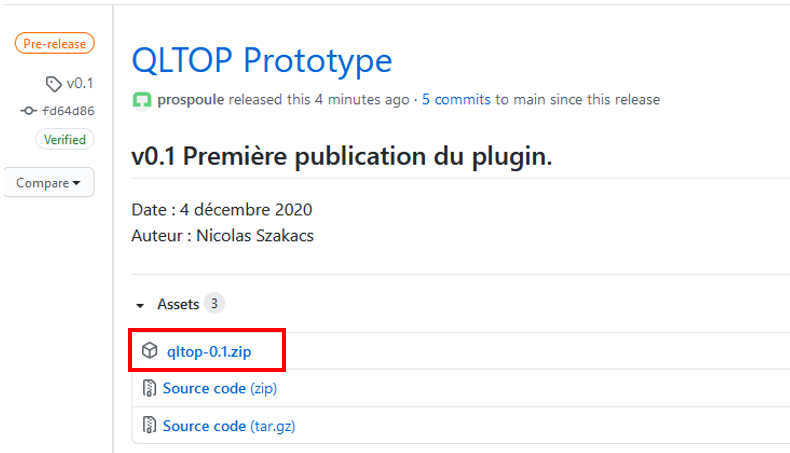 Pre-release
v0.1
fd64d86
Verified
Compare
QLTOP Prototype
prospoule released this 4 minutes ago · 5 commits to main since this release
v0.1 Première publication du plugin.
Date : 4 décembre 2020
Auteur : Nicolas Szakacs
Assets 3
qltop-0.1.zip
Source code (zip)
Source code (tar.gz)